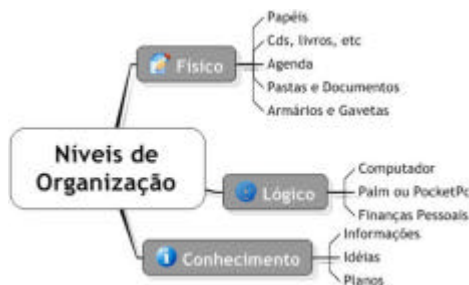 Níveis de
Organização
Físico
Papéis
Cds, livros, etc
Agenda
Pastas e Documentos
Armários e Gavetas
Lógico
Computador
Palm ou PocketPc
Finanças Pessoais
Conhecimento
Informações
Idéias
Planos